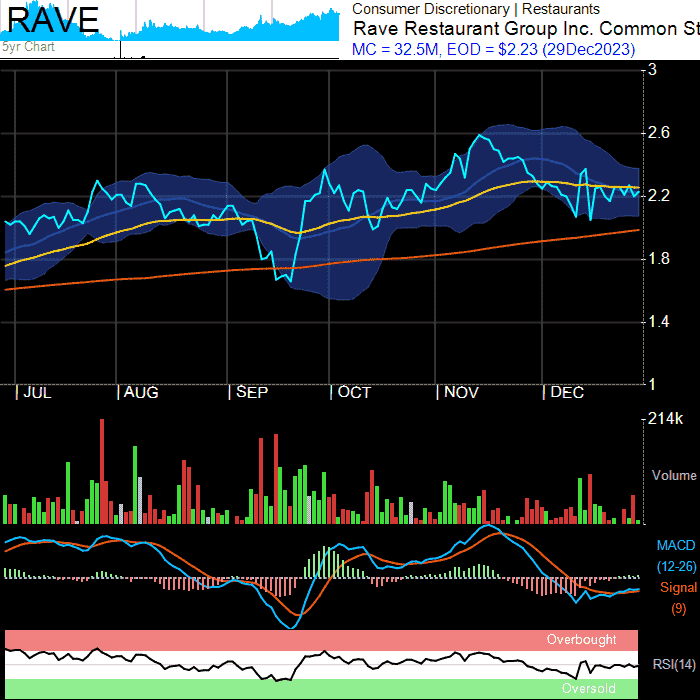 RAVE
5yr Chart
Consumer Discretionary | Restaurants
Rave Restaurant Group Inc. Common St
MC = 32.5M, EOD = $2.23 (29Dec2023)
3
2.6
2.2
1.8
1.4
1
JUL AUG SEP OCT NOV DEC
214k
Volume
MACD
(12-26)
Signal
(9)
Overbought
RSI(14)
Oversold